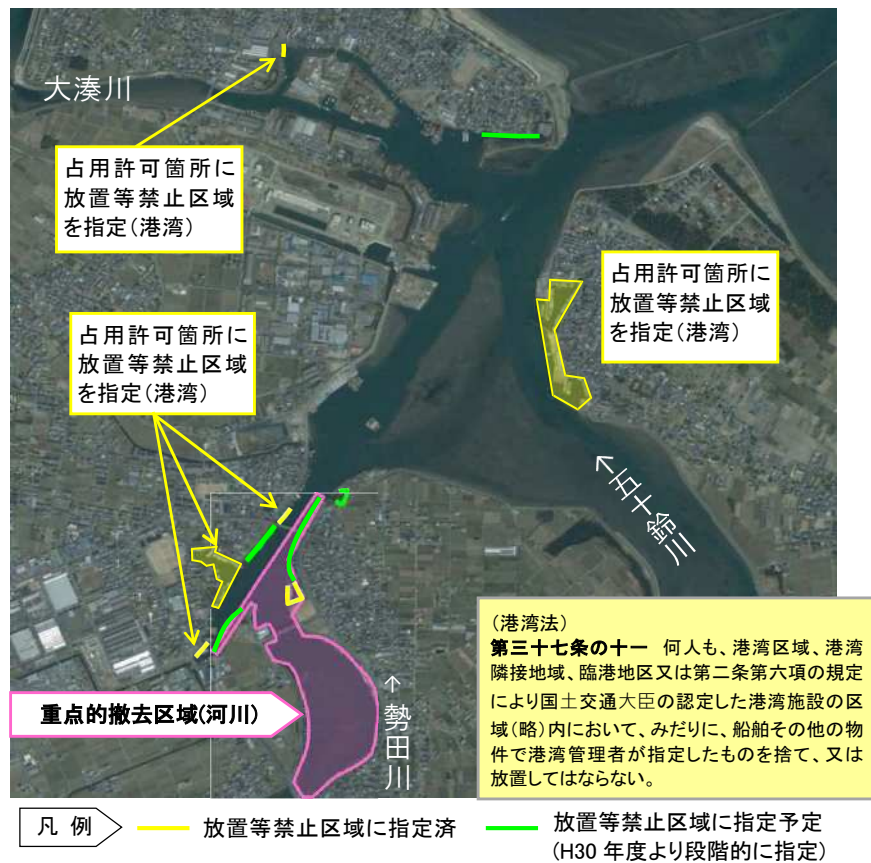 大湊川
占用許可箇所に
放置等禁止区域
を指定(港湾)
占用許可箇所に
放置等禁止区域
を指定(港湾)
占用許可箇所に
放置等禁止区域
を指定(港湾)
↑五十鈴川
(港湾法)
第三十七条の十一 何人も、港湾区域、港湾
隣接地域、臨港地区又は第二条第六項の規定
により国土交通大臣の認定した港湾施設の区
域(略)内において、みだりに、船舶その他の物
件で港湾管理者が指定したものを捨て、又は
放置してはならない。
重点的撤去区域(河川)
↑勢田川
凡 例
放置等禁止区域に指定済
放置等禁止区域に指定予定
(H30 年度より段階的に指定)